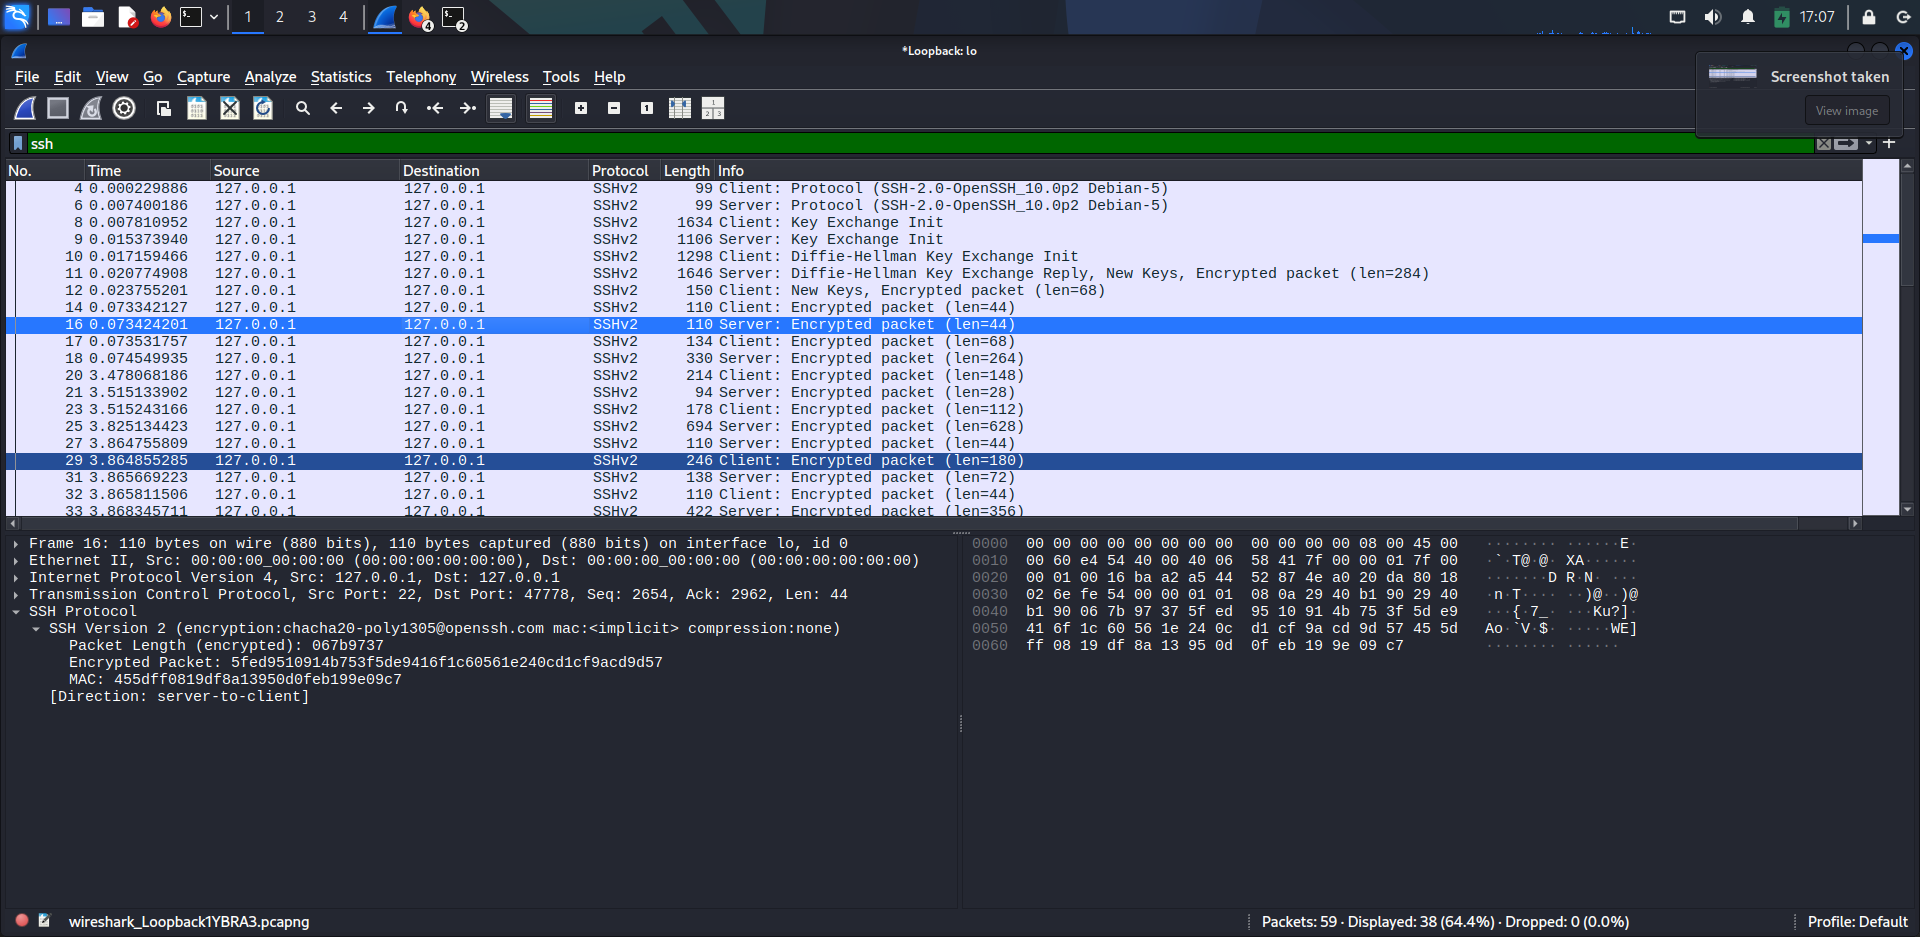 1 2 3 4 4 2 17:07
*Loopback: lo
Screenshot taken
View image
File Edit View Go Capture Analyze Statistics Telephony Wireless Tools Help
ssh
No. Time Source Destination Protocol Length Info
4 0.000229886 127.0.0.1 127.0.0.1 SSHv2 99 Client: Protocol (SSH-2.0-OpenSSH_10.0p2 Debian-5)
6 0.007400186 127.0.0.1 127.0.0.1 SSHv2 99 Server: Protocol (SSH-2.0-OpenSSH_10.0p2 Debian-5)
8 0.007810952 127.0.0.1 127.0.0.1 SSHv2 1634 Client: Key Exchange Init
9 0.015373940 127.0.0.1 127.0.0.1 SSHv2 1106 Server: Key Exchange Init
10 0.017159466 127.0.0.1 127.0.0.1 SSHv2 1298 Client: Diffie-Hellman Key Exchange Init
11 0.020774908 127.0.0.1 127.0.0.1 SSHv2 1646 Server: Diffie-Hellman Key Exchange Reply, New Keys, Encrypted packet (len=284)
12 0.023755201 127.0.0.1 127.0.0.1 SSHv2 150 Client: New Keys, Encrypted packet (len=68)
14 0.073342127 127.0.0.1 127.0.0.1 SSHv2 110 Client: Encrypted packet (len=44)
16 0.073424201 127.0.0.1 127.0.0.1 SSHv2 110 Server: Encrypted packet (len=44)
17 0.073531757 127.0.0.1 127.0.0.1 SSHv2 134 Client: Encrypted packet (len=68)
18 0.074549935 127.0.0.1 127.0.0.1 SSHv2 330 Server: Encrypted packet (len=264)
20 3.478068186 127.0.0.1 127.0.0.1 SSHv2 214 Client: Encrypted packet (len=148)
21 3.515133902 127.0.0.1 127.0.0.1 SSHv2 94 Server: Encrypted packet (len=28)
23 3.515243166 127.0.0.1 127.0.0.1 SSHv2 178 Client: Encrypted packet (len=112)
25 3.825134423 127.0.0.1 127.0.0.1 SSHv2 694 Server: Encrypted packet (len=628)
27 3.864755809 127.0.0.1 127.0.0.1 SSHv2 110 Server: Encrypted packet (len=44)
29 3.864855285 127.0.0.1 127.0.0.1 SSHv2 246 Client: Encrypted packet (len=180)
31 3.865669223 127.0.0.1 127.0.0.1 SSHv2 138 Server: Encrypted packet (len=72)
32 3.865811506 127.0.0.1 127.0.0.1 SSHv2 110 Client: Encrypted packet (len=44)
33 3.868345711 127.0.0.1 127.0.0.1 SSHv2 422 Server: Encrypted packet (len=356)
Frame 16: 110 bytes on wire (880 bits), 110 bytes captured (880 bits) on interface lo, id 0
Ethernet II, Src: 00:00:00_00:00:00 (00:00:00:00:00:00), Dst: 00:00:00_00:00:00 (00:00:00:00:00:00)
Internet Protocol Version 4, Src: 127.0.0.1, Dst: 127.0.0.1
Transmission Control Protocol, Src Port: 22, Dst Port: 47778, Seq: 2654, Ack: 2962, Len: 44
SSH Protocol
SSH Version 2 (encryption:chacha20-poly1305@openssh.com mac:<implicit> compression:none)
Packet Length (encrypted): 067b9737
Encrypted Packet: 5fed9510914b753f5de9416f1c60561e240cd1cf9acd9d57
MAC: 455dff0819df8a13950d0feb199e09c7
[Direction: server-to-client]
0000 00 00 00 00 00 00 00 00 00 00 00 00 08 00 45 00 ········ ······E·
0010 00 60 e4 54 40 00 40 06 58 41 7f 00 00 01 7f 00 ·`·T@·@· XA······
0020 00 01 00 16 ba a2 a5 44 52 87 4e a0 20 da 80 18 ·······D R·N· ···
0030 02 6e fe 54 00 00 01 01 08 0a 29 40 b1 90 29 40 ·n·T···· ··)@··)@
0040 b1 90 06 7b 97 37 5f ed 95 10 91 4b 75 3f 5d e9 ···{·7_· ···Ku?]·
0050 41 6f 1c 60 56 1e 24 0c d1 cf 9a cd 9d 57 45 5d Ao·`V·$· ·····WE]
0060 ff 08 19 df 8a 13 95 0d 0f eb 19 9e 09 c7 ········ ······
wireshark_Loopback1YBRA3.pcapng
Packets: 59 · Displayed: 38 (64.4%) · Dropped: 0 (0.0%)
Profile: Default